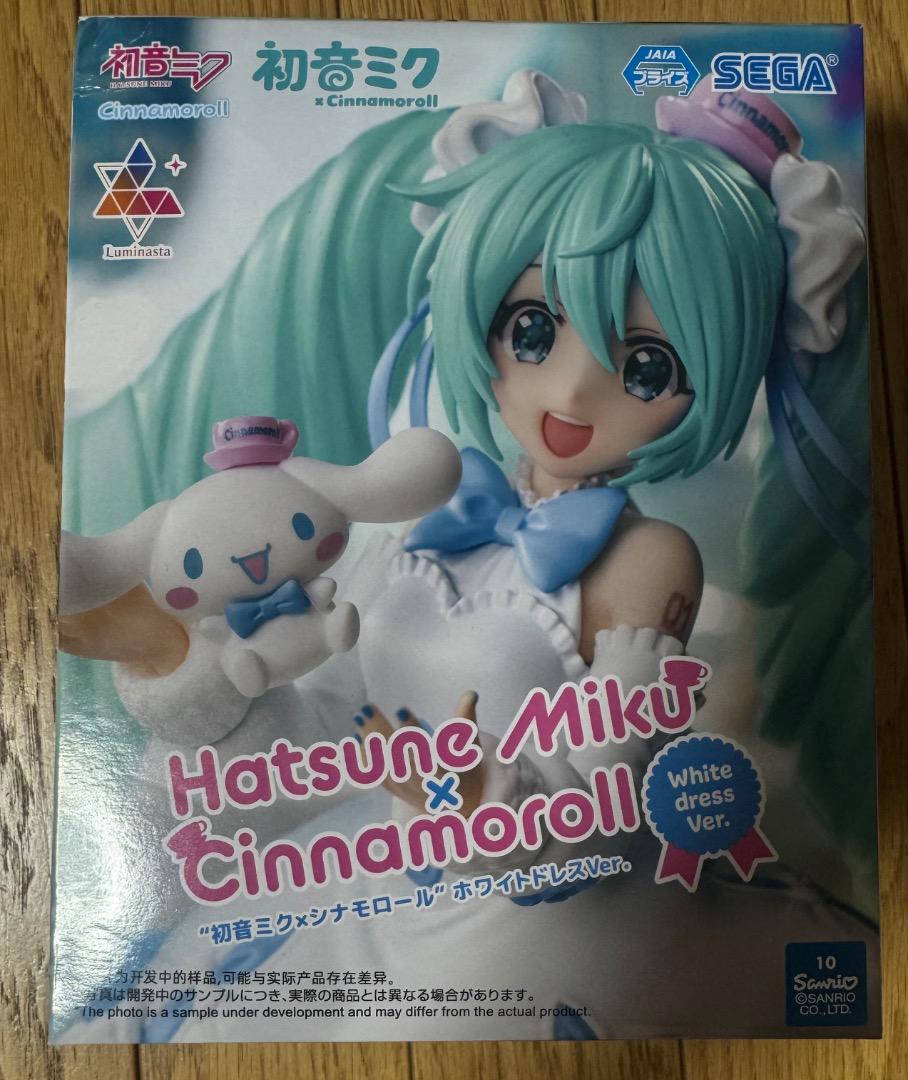 初音ミク
HATSUNE MIKU
Cinnamoroll
初音ミク
×Cinnamoroll
JAIA
プライズ
SEGA®
Luminasta
Cinnamo
Cinnamoroll
01
Hatsune Miku
×
Cinnamoroll
White
dress
Ver.
“初音ミク×シナモロール” ホワイトドレスVer.
为开发中的样品,可能与实际产品存在差异。
写真は開発中のサンプルにつき、実際の商品とは異なる場合があります。
The photo is a sample under development and may differ from the actual product.
10
Sanrio
©SANRIO
CO.,LTD.